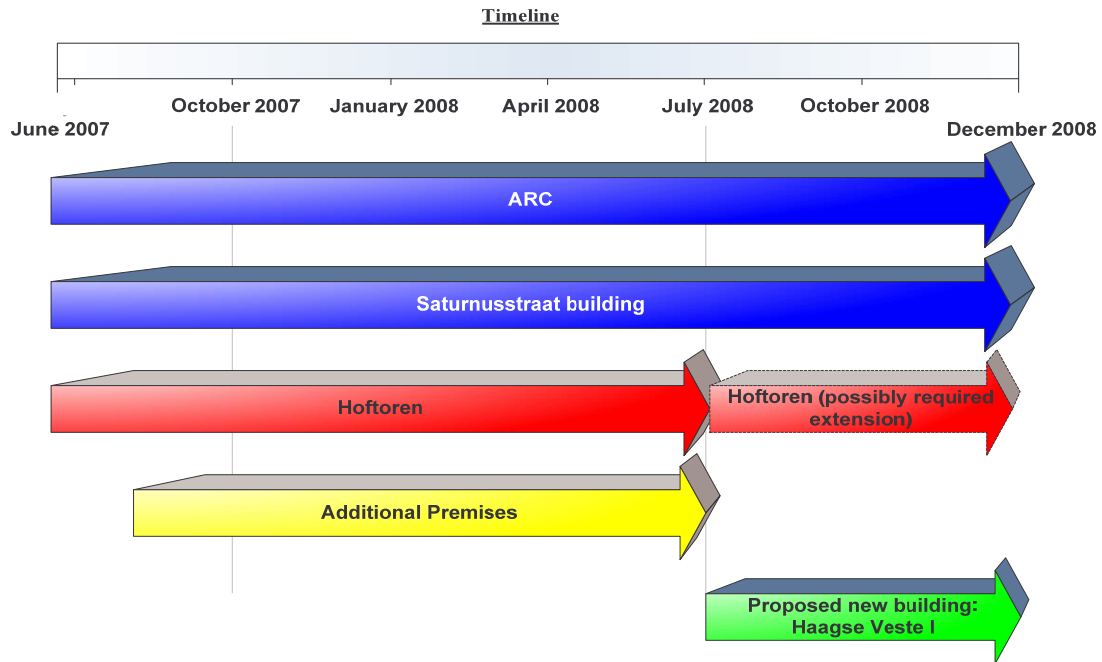 Timeline
October 2007
January 2008
April 2008
July 2008
October 2008
June 2007
December 2008
ARC
Saturnusstraat building
Hoftoren
Hoftoren (possibly required
extension)
Additional Premises
Proposed new building:
Haagse Veste I